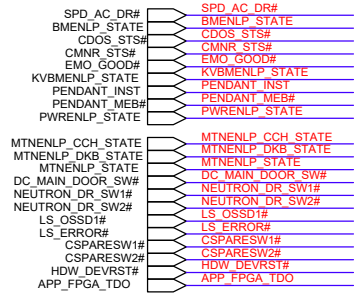 SPD_AC_DR# SPD_AC_DR#
BMENLP_STATE BMENLP_STATE
CDOS_STS# CDOS_STS#
CMNR_STS# CMNR_STS#
EMO_GOOD# EMO_GOOD#
KVBMENLP_STATE KVBMENLP_STATE
PENDANT_INST PENDANT_INST
PENDANT_MEB# PENDANT_MEB#
PWRENLP_STATE PWRENLP_STATE
MTNENLP_CCH_STATE MTNENLP_CCH_STATE
MTNENLP_DKB_STATE MTNENLP_DKB_STATE
MTNENLP_STATE MTNENLP_STATE
DC_MAIN_DOOR_SW# DC_MAIN_DOOR_SW#
NEUTRON_DR_SW1# NEUTRON_DR_SW1#
NEUTRON_DR_SW2# NEUTRON_DR_SW2#
LS_OSSD1# LS_OSSD1#
LS_ERROR# LS_ERROR#
CSPARESW1# CSPARESW1#
CSPARESW2# CSPARESW2#
HDW_DEVRST# HDW_DEVRST#
APP_FPGA_TDO APP_FPGA_TDO